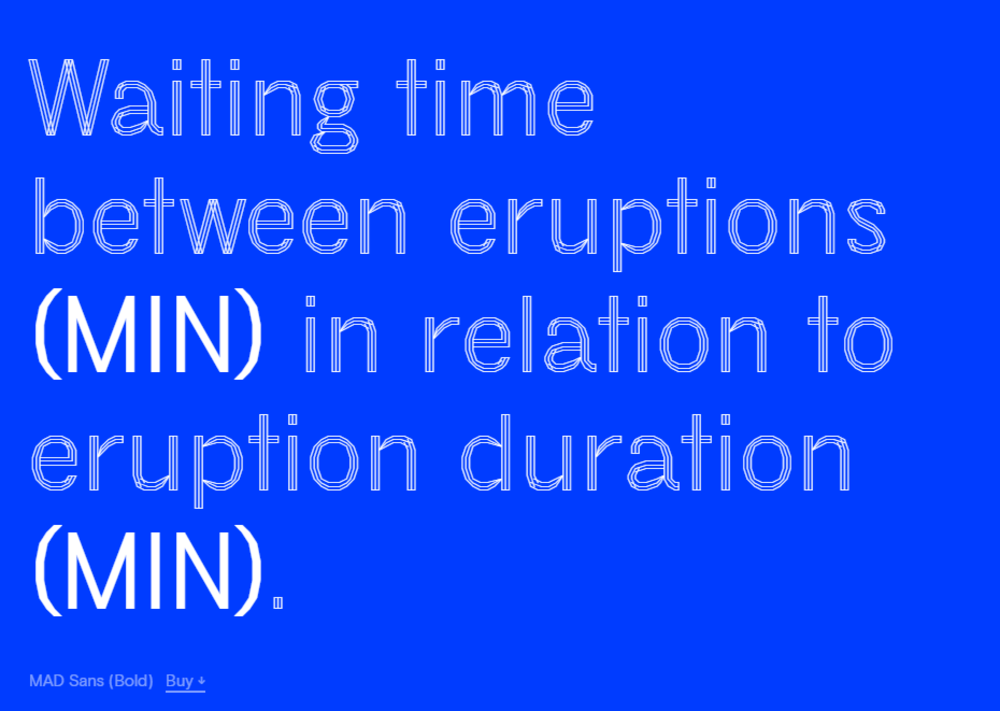 Waiting time
between eruptions
(MIN) in relation to
eruption duration
(MIN).
MAD Sans (Bold) Buy ↓